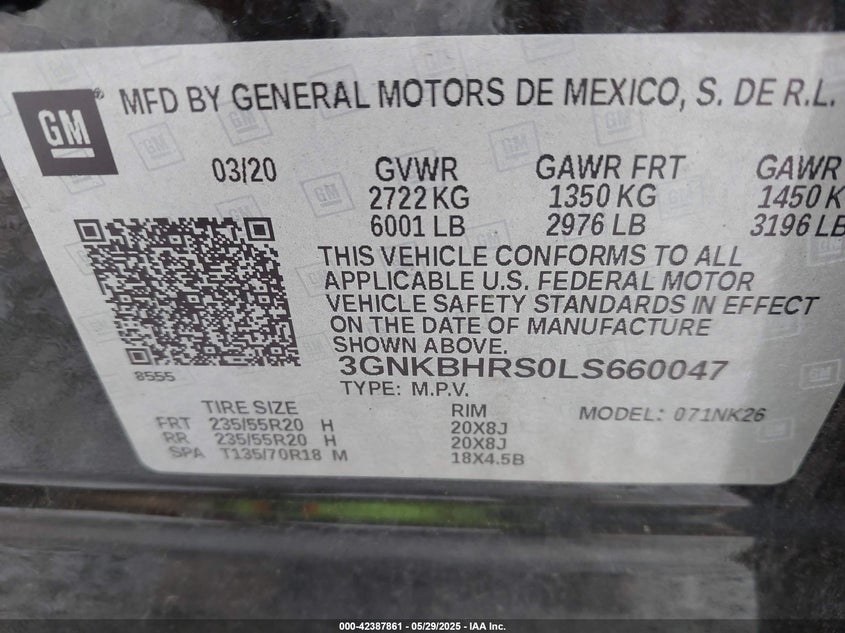 GM® MFD BY GENERAL MOTORS DE MEXICO, S. DE R.L.
03/20 GVWR GAWR FRT GAWR
2722 KG 1350 KG 1450 K
6001 LB 2976 LB 3196 LB
THIS VEHICLE CONFORMS TO ALL
APPLICABLE U.S. FEDERAL MOTOR
VEHICLE SAFETY STANDARDS IN EFFECT
ON THE DATE OF MANUFACTURE
SHOWN ABOVE.
3GNKBHRS0LS660047
8555
TYPE: M.P.V.
TIRE SIZE RIM MODEL: 071NK26
FRT 235/55R20 H 20X8J
RR 235/55R20 H 20X8J
SPA T135/70R18 M 18X4.5B
000-42387861 - 05/29/2025 - IAA Inc.